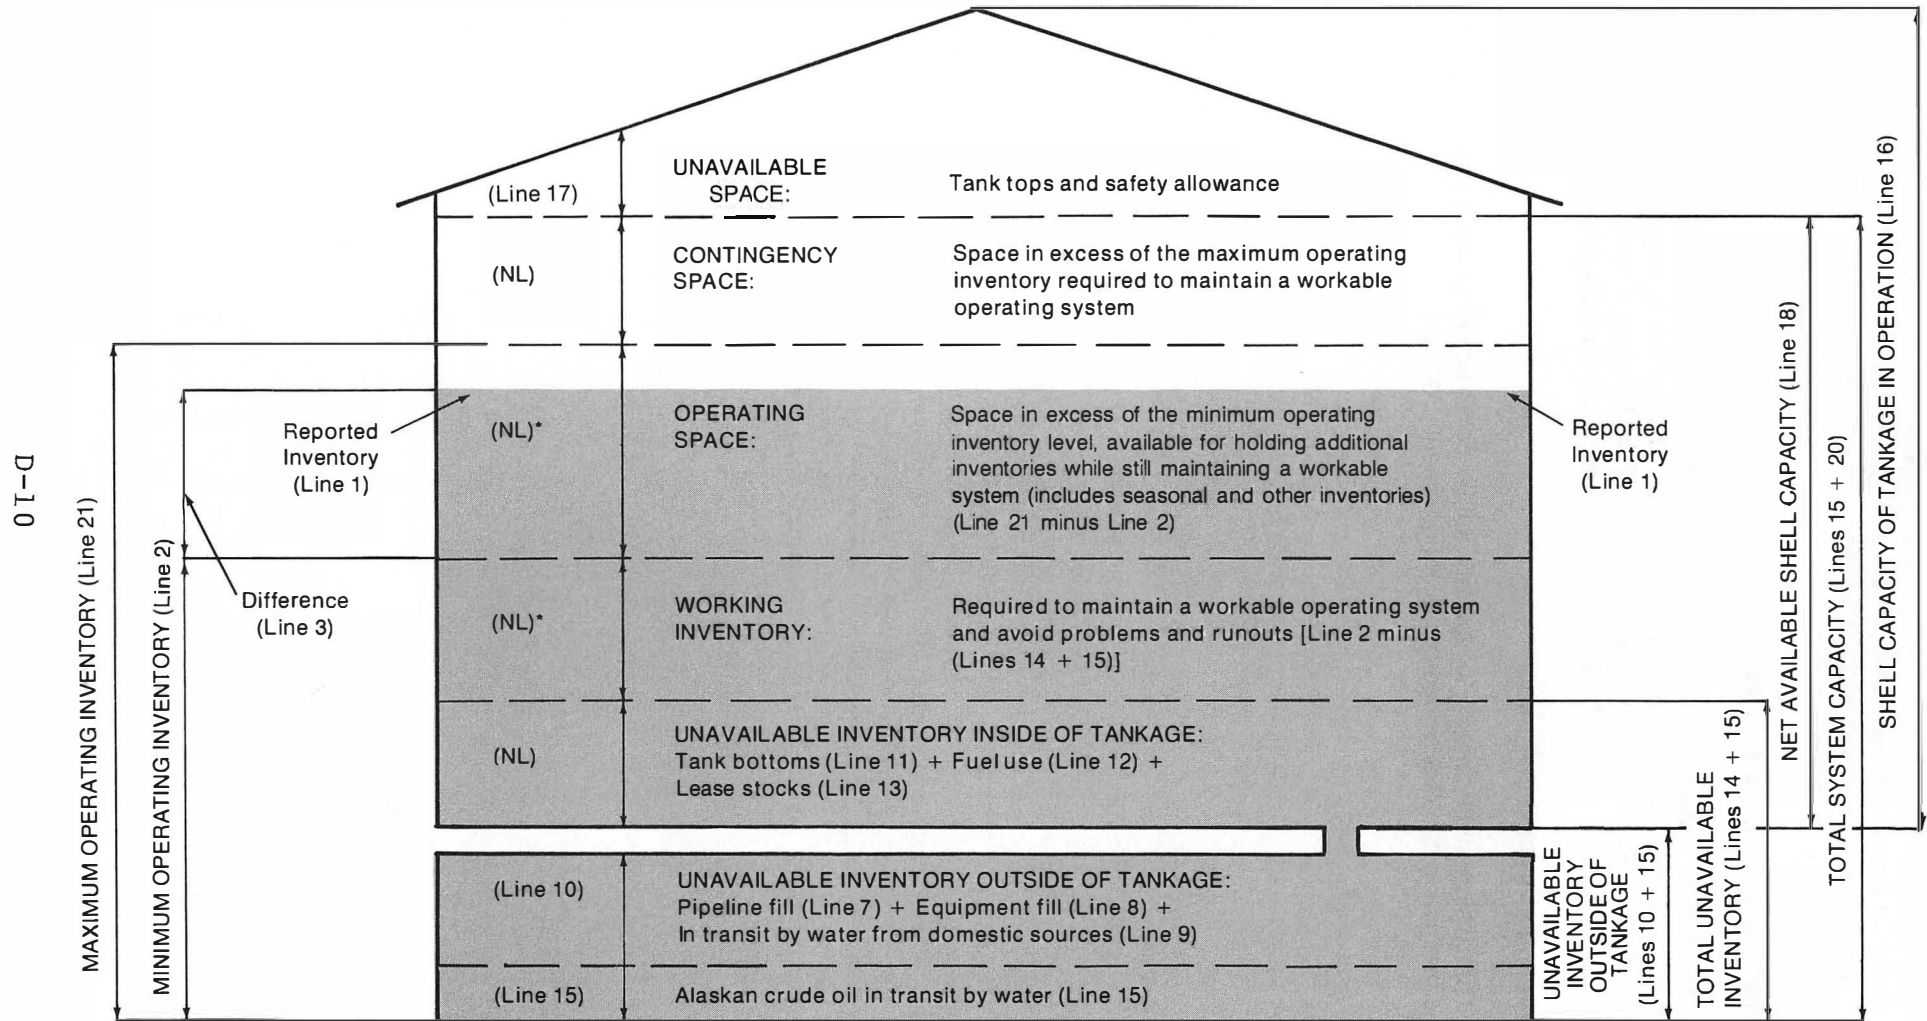 D-10
MAXIMUM OPERATING INVENTORY (Line 21)
MINIMUM OPERATING INVENTORY (Line 2)
Reported
Inventory
(Line 1)
Difference
(Line 3)
(Line 17)
UNAVAILABLE
SPACE:
Tank tops and safety allowance
(NL)
CONTINGENCY
SPACE:
Space in excess of the maximum operating
inventory required to maintain a workable
operating system
(NL)*
OPERATING
SPACE:
Space in excess of the minimum operating
inventory level, available for holding additional
inventories while still maintaining a workable
system (includes seasonal and other inventories)
(Line 21 minus Line 2)
(NL)*
WORKING
INVENTORY:
Required to maintain a workable operating system
and avoid problems and runouts [Line 2 minus
(Lines 14 + 15)]
(NL)
UNAVAILABLE INVENTORY INSIDE OF TANKAGE:
Tank bottoms (Line 11) + Fuel use (Line 12) +
Lease stocks (Line 13)
(Line 10)
UNAVAILABLE INVENTORY OUTSIDE OF TANKAGE:
Pipeline fill (Line 7) + Equipment fill (Line 8) +
In transit by water from domestic sources (Line 9)
(Line 15)
Alaskan crude oil in transit by water (Line 15)
Reported
Inventory
(Line 1)
UNAVAILABLE
INVENTORY
OUTSIDE OF
TANKAGE
(Lines 10 + 15)
TOTAL UNAVAILABLE
INVENTORY (Lines 14 + 15)
NET AVAILABLE SHELL CAPACITY (Line 18)
TOTAL SYSTEM CAPACITY (Lines 15 + 20)
SHELL CAPACITY OF TANKAGE IN OPERATION (Line 16)